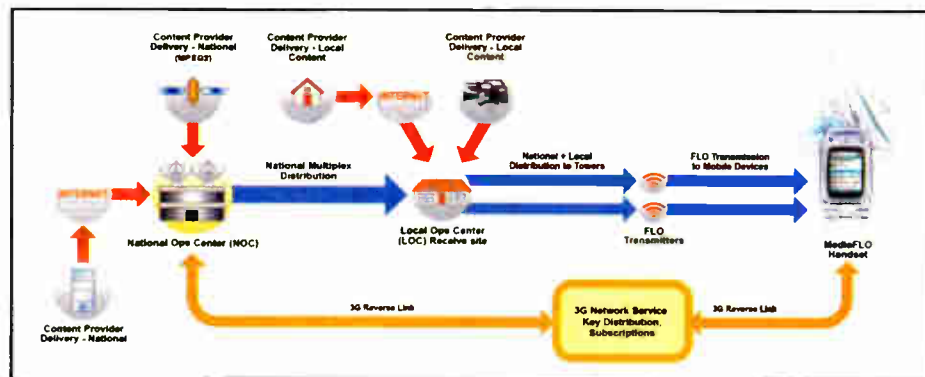 Content Provider
Delivery - National
(MPEG2)
Content Provider
Delivery - Local
Content
Content Provider
Delivery - Local
Content
INTERNET
National Multiplex
Distribution
National + Local
Distribution to Towers
FLO Transmission
to Mobile Devices
INTERNET
National Ops Center (NOC)
Local Ops Center
(LOC) Receive site
FLO
Transmitters
MediaFLO
Handset
Content Provider
Delivery - National
3G Reverse Link
3G Network Service
Key Distribution,
Subscriptions
3G Reverse Link